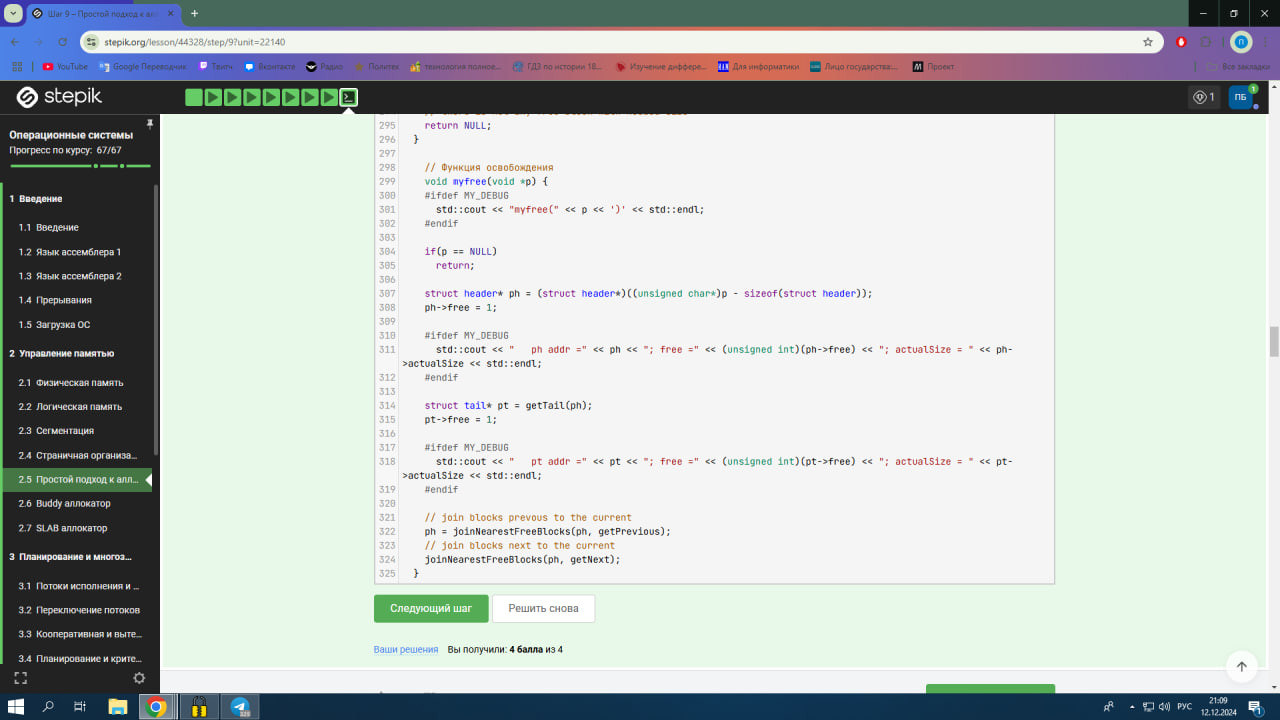 Шаг 9 – Простой подход к алл
stepik.org/lesson/44328/step/9?unit=22140
YouTube
Google Переводчик
Твитч
Вконтакте
Радио
Политек
технология полное...
ГДЗ по истории 18...
Изучение диффере...
Для информатики
Лицо государства:...
Проект
Все закладки
stepik
1
ПБ
1
Операционные системы
Прогресс по курсу: 67/67
1 Введение
1.1 Введение
1.2 Язык ассемблера 1
1.3 Язык ассемблера 2
1.4 Прерывания
1.5 Загрузка ОС
2 Управление памятью
2.1 Физическая память
2.2 Логическая память
2.3 Сегментация
2.4 Страничная организа...
2.5 Простой подход к алл...
2.6 Buddy аллокатор
2.7 SLAB аллокатор
3 Планирование и многоз...
3.1 Потоки исполнения и ...
3.2 Переключение потоков
3.3 Кооперативная и выте...
3.4 Планирование и крите...
295 return NULL;
296 }
297
298 // Функция освобождения
299 void myfree(void *p) {
300 #ifdef MY_DEBUG
301 std::cout << "myfree(" << p << ')' << std::endl;
302 #endif
303
304 if(p == NULL)
305 return;
306
307 struct header* ph = (struct header*)((unsigned char*)p - sizeof(struct header));
308 ph->free = 1;
309
310 #ifdef MY_DEBUG
311 std::cout << "   ph addr =" << ph << "; free =" << (unsigned int)(ph->free) << "; actualSize = " << ph-
>actualSize << std::endl;
312 #endif
313
314 struct tail* pt = getTail(ph);
315 pt->free = 1;
316
317 #ifdef MY_DEBUG
318 std::cout << "   pt addr =" << pt << "; free =" << (unsigned int)(pt->free) << "; actualSize = " << pt-
>actualSize << std::endl;
319 #endif
320
321 // join blocks prevous to the current
322 ph = joinNearestFreeBlocks(ph, getPrevious);
323 // join blocks next to the current
324 joinNearestFreeBlocks(ph, getNext);
325 }
Следующий шаг
Решить снова
Ваши решения Вы получили: 4 балла из 4
РУС
21:09
12.12.2024